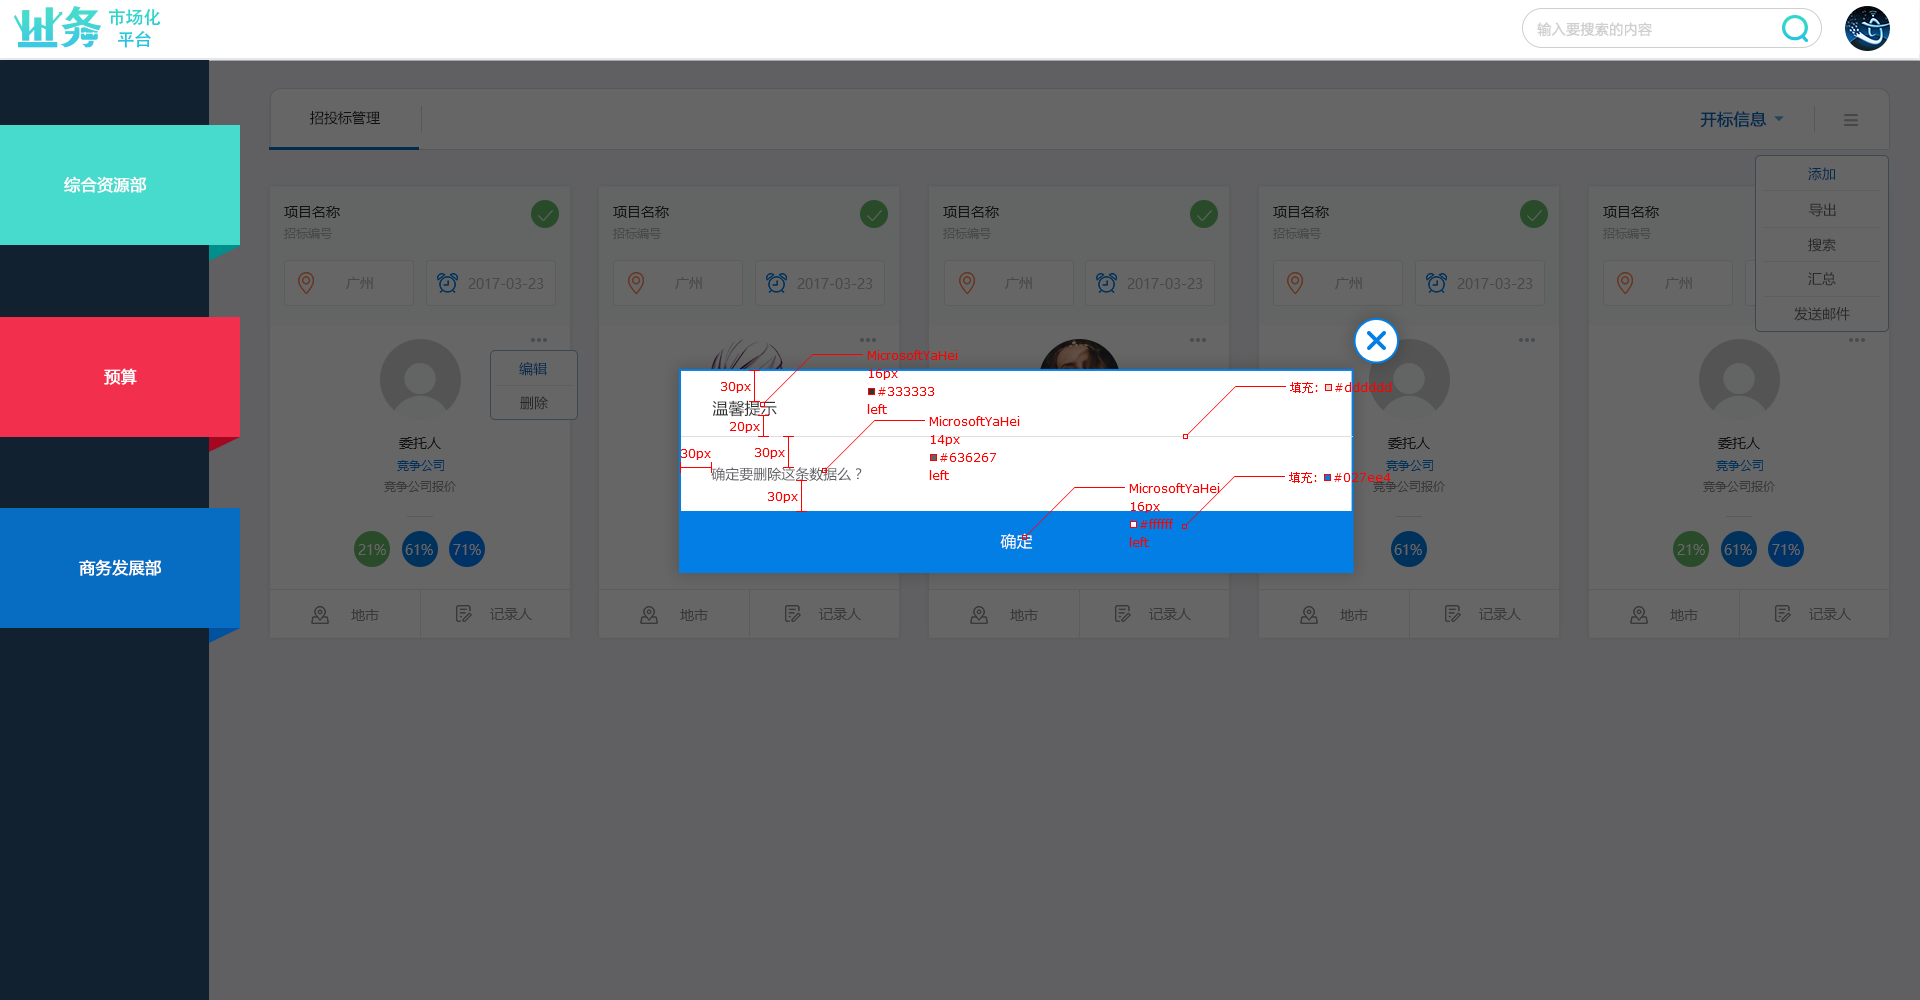 业务 市场化
平台
输入要搜索的内容
综合资源部
预算
商务发展部
招投标管理
开标信息
添加
导出
搜索
汇总
发送邮件
项目名称
招标编号
广州
2017-03-23
编辑
删除
委托人
竞争公司
竞争公司报价
21% 61% 71%
地市
记录人
项目名称
招标编号
广州
2017-03-23
地市
记录人
项目名称
招标编号
广州
2017-03-23
地市
记录人
项目名称
招标编号
广州
2017-03-23
委托人
竞争公司
竞争公司报价
61%
地市
记录人
项目名称
招标编号
广州
委托人
竞争公司
竞争公司报价
21% 61% 71%
地市
记录人
30px
温馨提示
20px
MicrosoftYaHei
16px
#333333
left
填充：#dddddd
30px
30px
确定要删除这条数据么？
30px
MicrosoftYaHei
14px
#636267
left
填充：#027ee4
确定
MicrosoftYaHei
16px
#ffffff
left